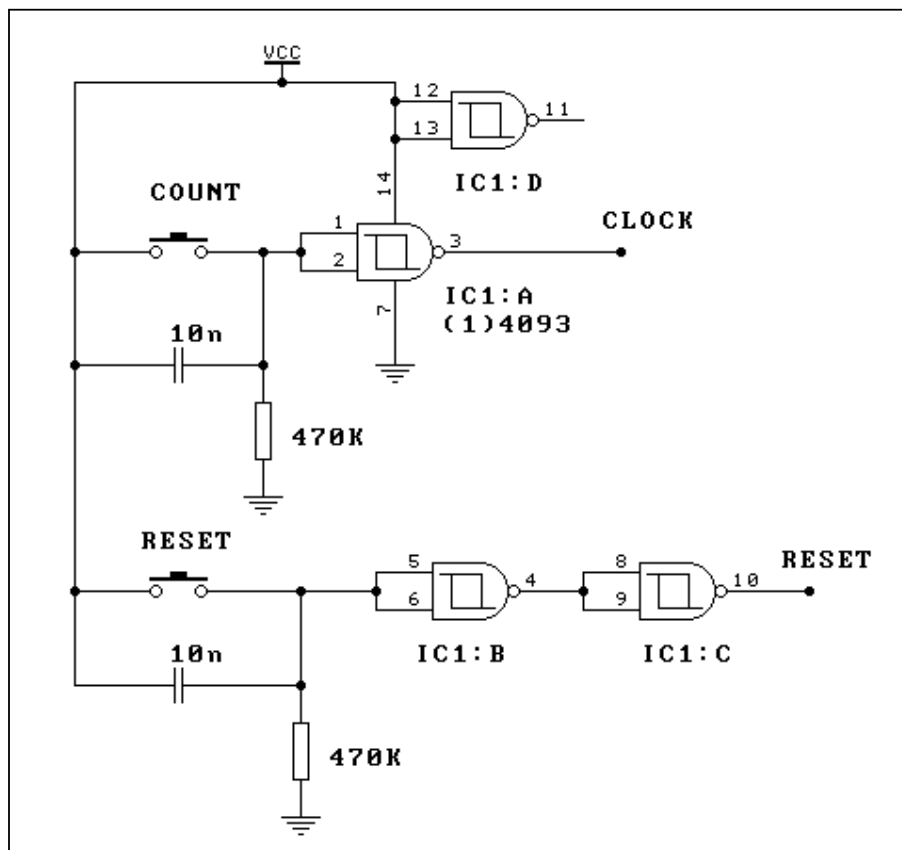 VCC
12
11
13
14
IC1:D
COUNT
CLOCK
1
3
2
IC1:A
(1)4093
7
10n
470K
RESET
RESET
5
4
6
8
10
9
10n
IC1:B
IC1:C
470K